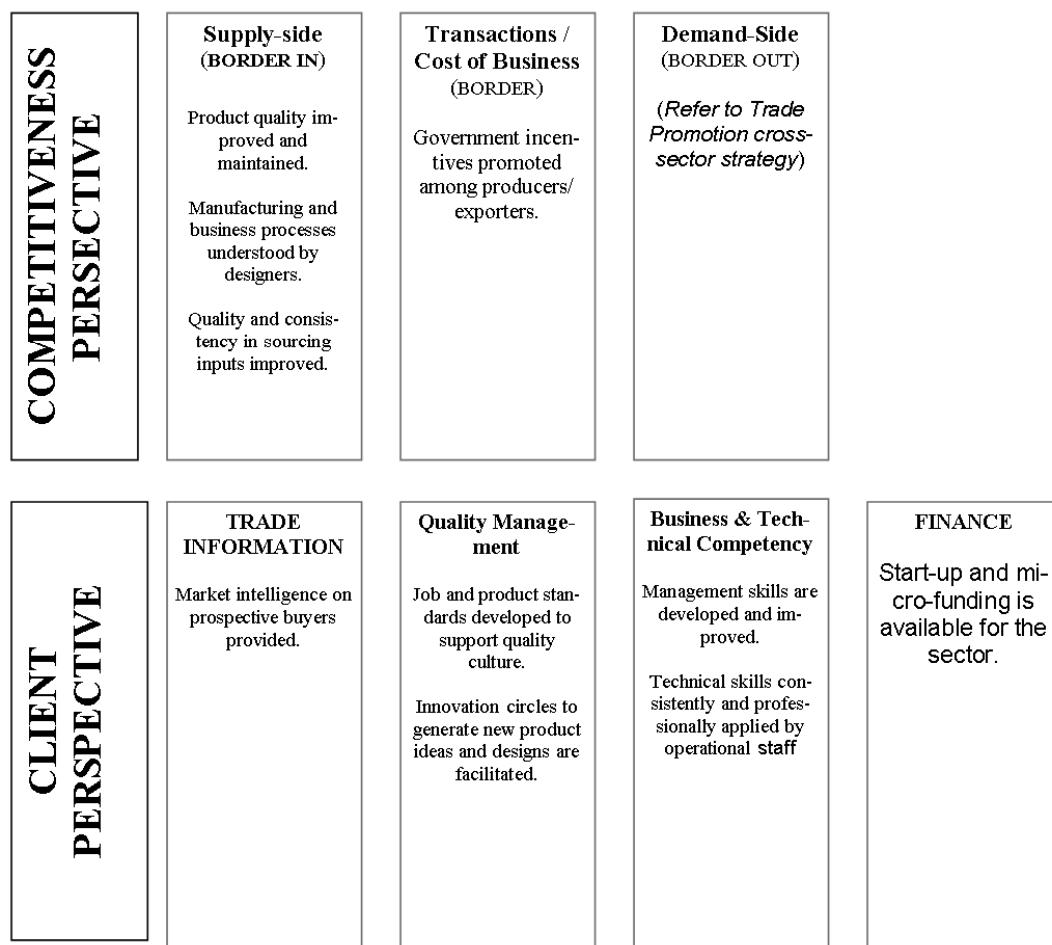 COMPETITIVENESS
PERSECTIVE
Supply-side
(BORDER IN)
Product quality im-
proved and
maintained.
Manufacturing and
business processes
understood by
designers.
Quality and consis-
tency in sourcing
inputs improved.
Transactions /
Cost of Business
(BORDER)
Government incen-
tives promoted
among producers/
exporters.
Demand-Side
(BORDER OUT)
(Refer to Trade
Promotion cross-
sector strategy)
CLIENT
PERSPECTIVE
TRADE
INFORMATION
Market intelligence on
prospective buyers
provided.
Quality Manage-
ment
Job and product stan-
dards developed to
support quality
culture.
Innovation circles to
generate new product
ideas and designs are
facilitated.
Business & Tech-
nical Competency
Management skills are
developed and im-
proved.
Technical skills con-
sistently and profes-
sionally applied by
operational staff
FINANCE
Start-up and mi-
cro-funding is
available for the
sector.